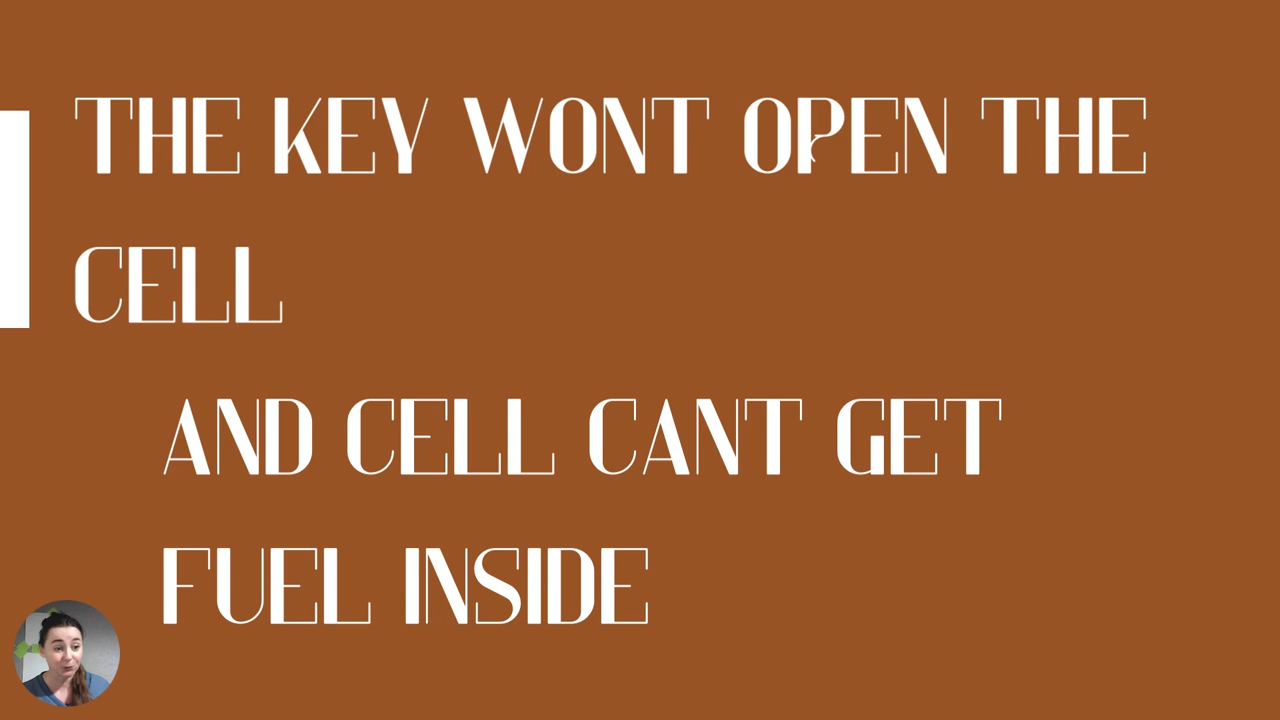 THE KEY WONT OPEN THE
CELL
AND CELL CANT GET
FUEL INSIDE